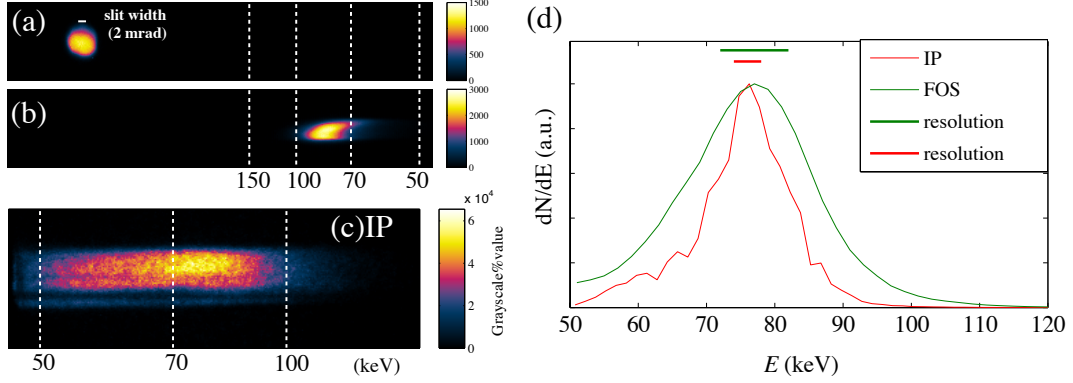 (a)
slit width
(2 mrad)
1500
1000
500
0
(b)
3000
2000
1000
0
150
100
70
50
(c)IP
x 10⁴
6
4
2
0
Grayscale%value
50
70
100
(keV)
(d)
dN/dE (a.u.)
IP
FOS
resolution
resolution
50
60
70
80
90
100
110
120
E (keV)